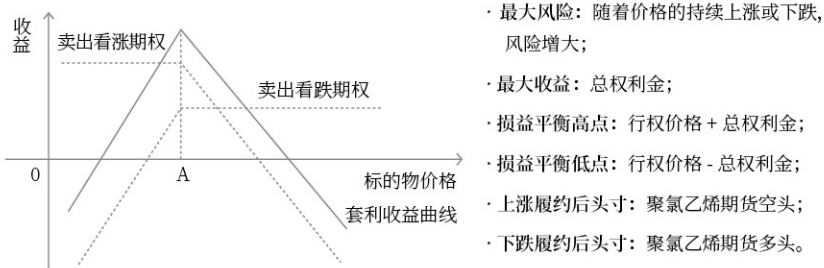 收益
卖出看涨期权
卖出看跌期权
0
A
标的物价格
套利收益曲线
· 最大风险：随着价格的持续上涨或下跌,
风险增大；
· 最大收益：总权利金；
· 损益平衡高点：行权价格 + 总权利金；
· 损益平衡低点：行权价格 - 总权利金；
· 上涨履约后头寸：聚氯乙烯期货空头；
· 下跌履约后头寸：聚氯乙烯期货多头。